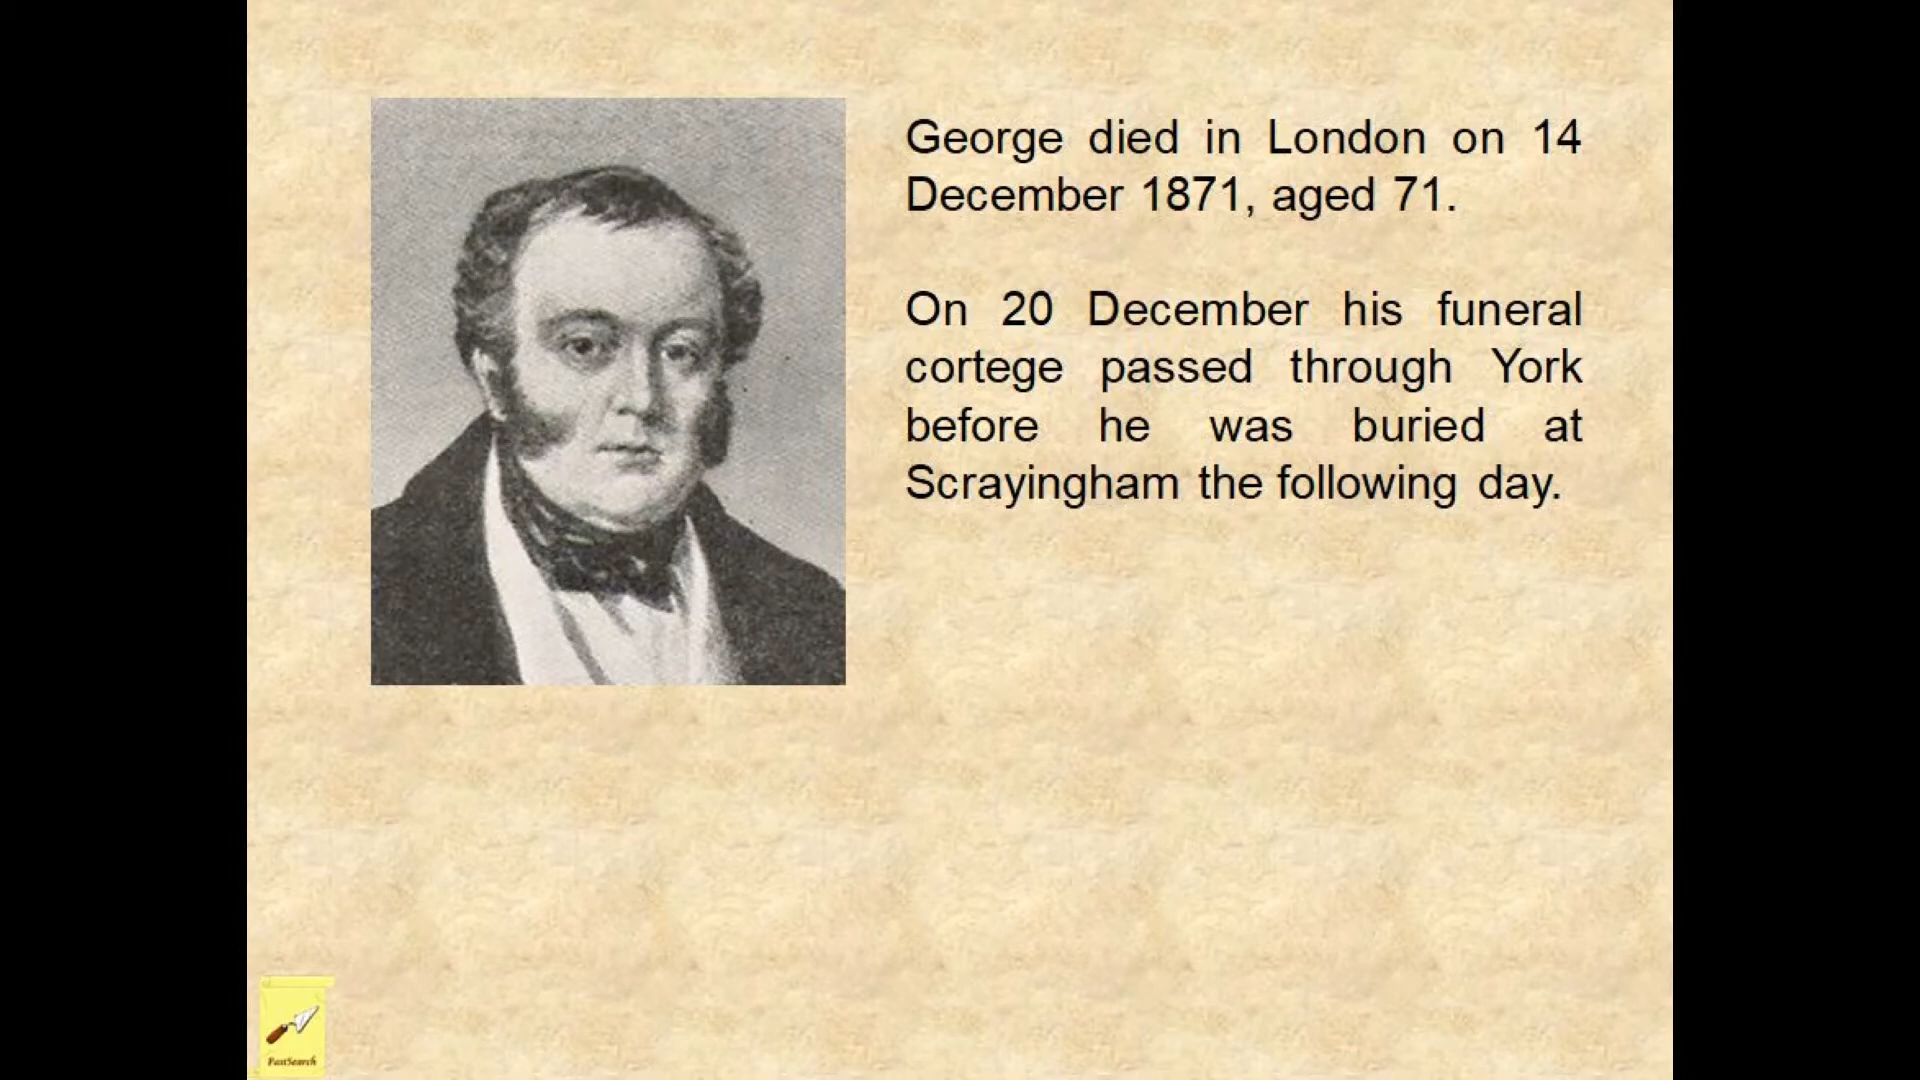 George died in London on 14
December 1871, aged 71.
On 20 December his funeral
cortege passed through York
before he was buried at
Scrayingham the following day.
PastSearch